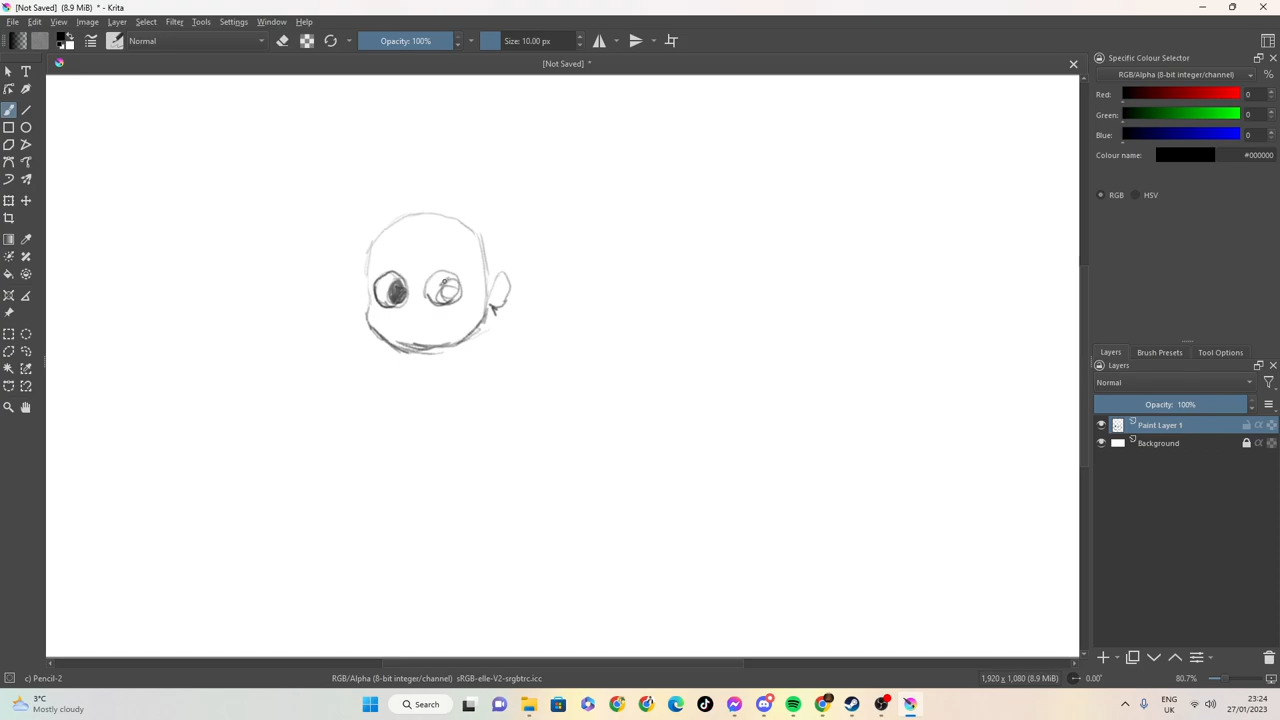 [Not Saved] (8.9 MiB) * - Krita
File Edit View Image Layer Select Filter Tools Settings Window Help
Normal Opacity: 100% Size: 10.00 px
[Not Saved] *
Specific Colour Selector
RGB/Alpha (8-bit integer/channel) %
Red: 0
Green: 0
Blue: 0
Colour name: #000000
RGB HSV
Layers Brush Presets Tool Options
Layers
Normal
Opacity: 100%
Paint Layer 1
Background
c) Pencil-2 RGB/Alpha (8-bit integer/channel) sRGB-elle-V2-srgbtrc.icc 1,920 x 1,080 (8.9 MiB) 0.00° 80.7%
3°C
Mostly cloudy
Search
ENG
UK
23:24
27/01/2023